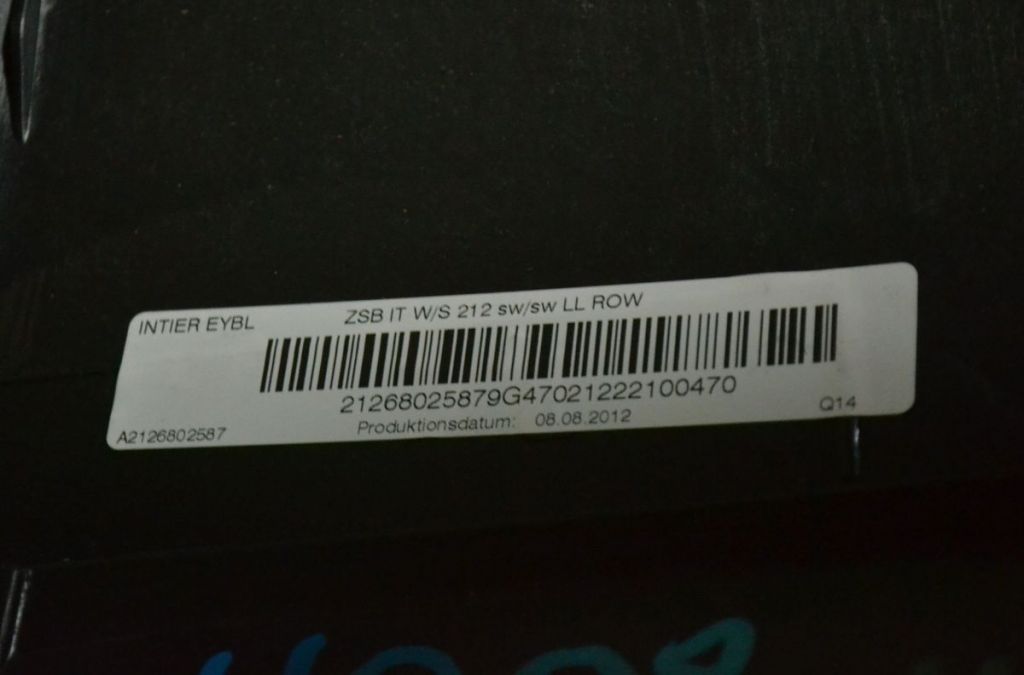 INTIER EYBL
ZSB IT W/S 212 sw/sw LL ROW
21268025879G47021222100470
Produktionsdatum: 08.08.2012
A2126802587
Q14